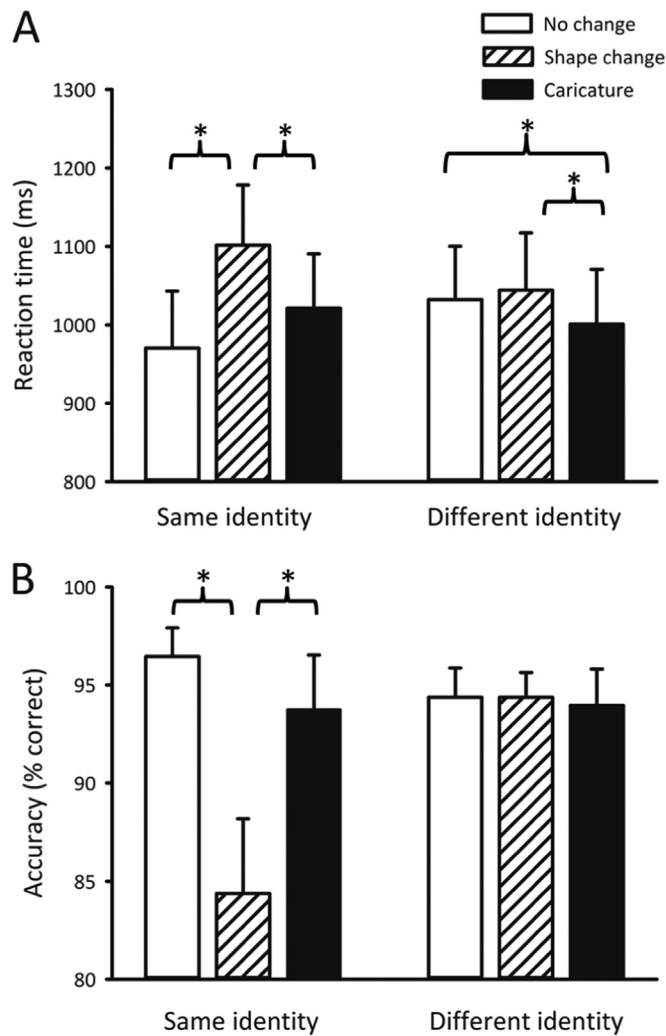 A
No change
Shape change
Caricature
Reaction time (ms)
1300
1200
1100
1000
900
800
* * * *
Same identity Different identity
B
Accuracy (% correct)
100
95
90
85
80
* *
Same identity Different identity